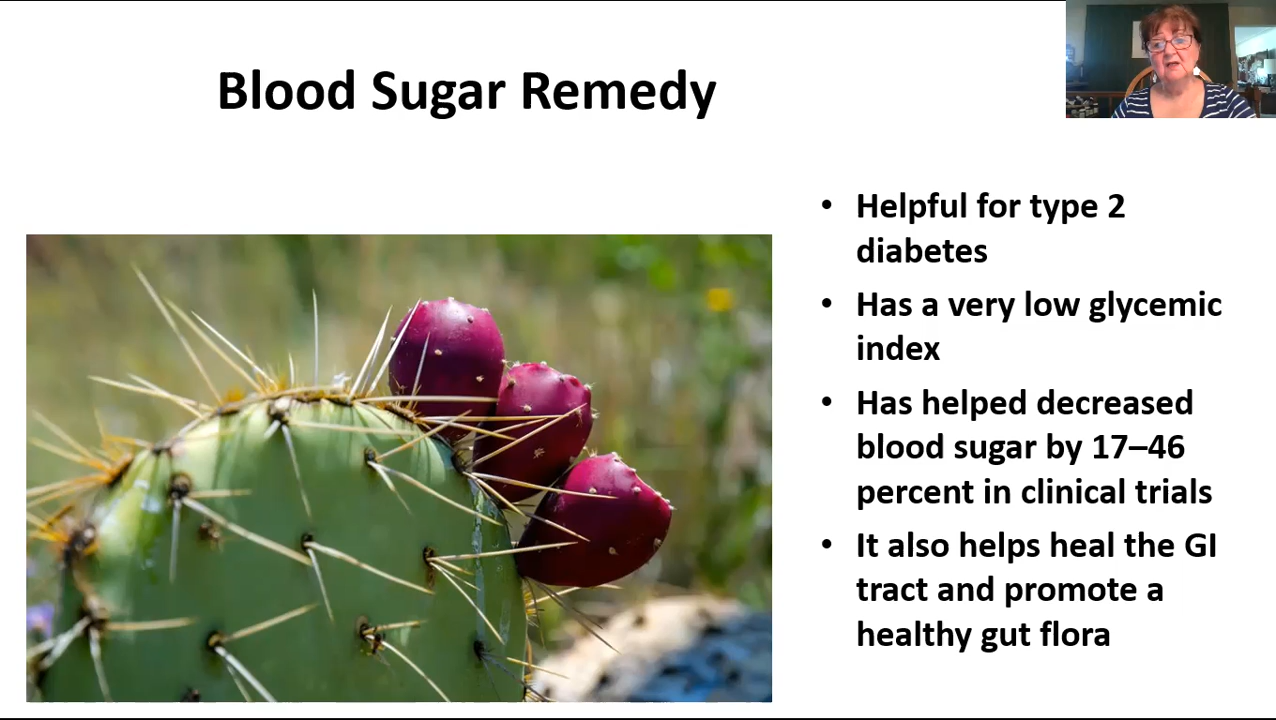 Blood Sugar Remedy
• Helpful for type 2
diabetes
• Has a very low glycemic
index
• Has helped decreased
blood sugar by 17–46
percent in clinical trials
• It also helps heal the GI
tract and promote a
healthy gut flora